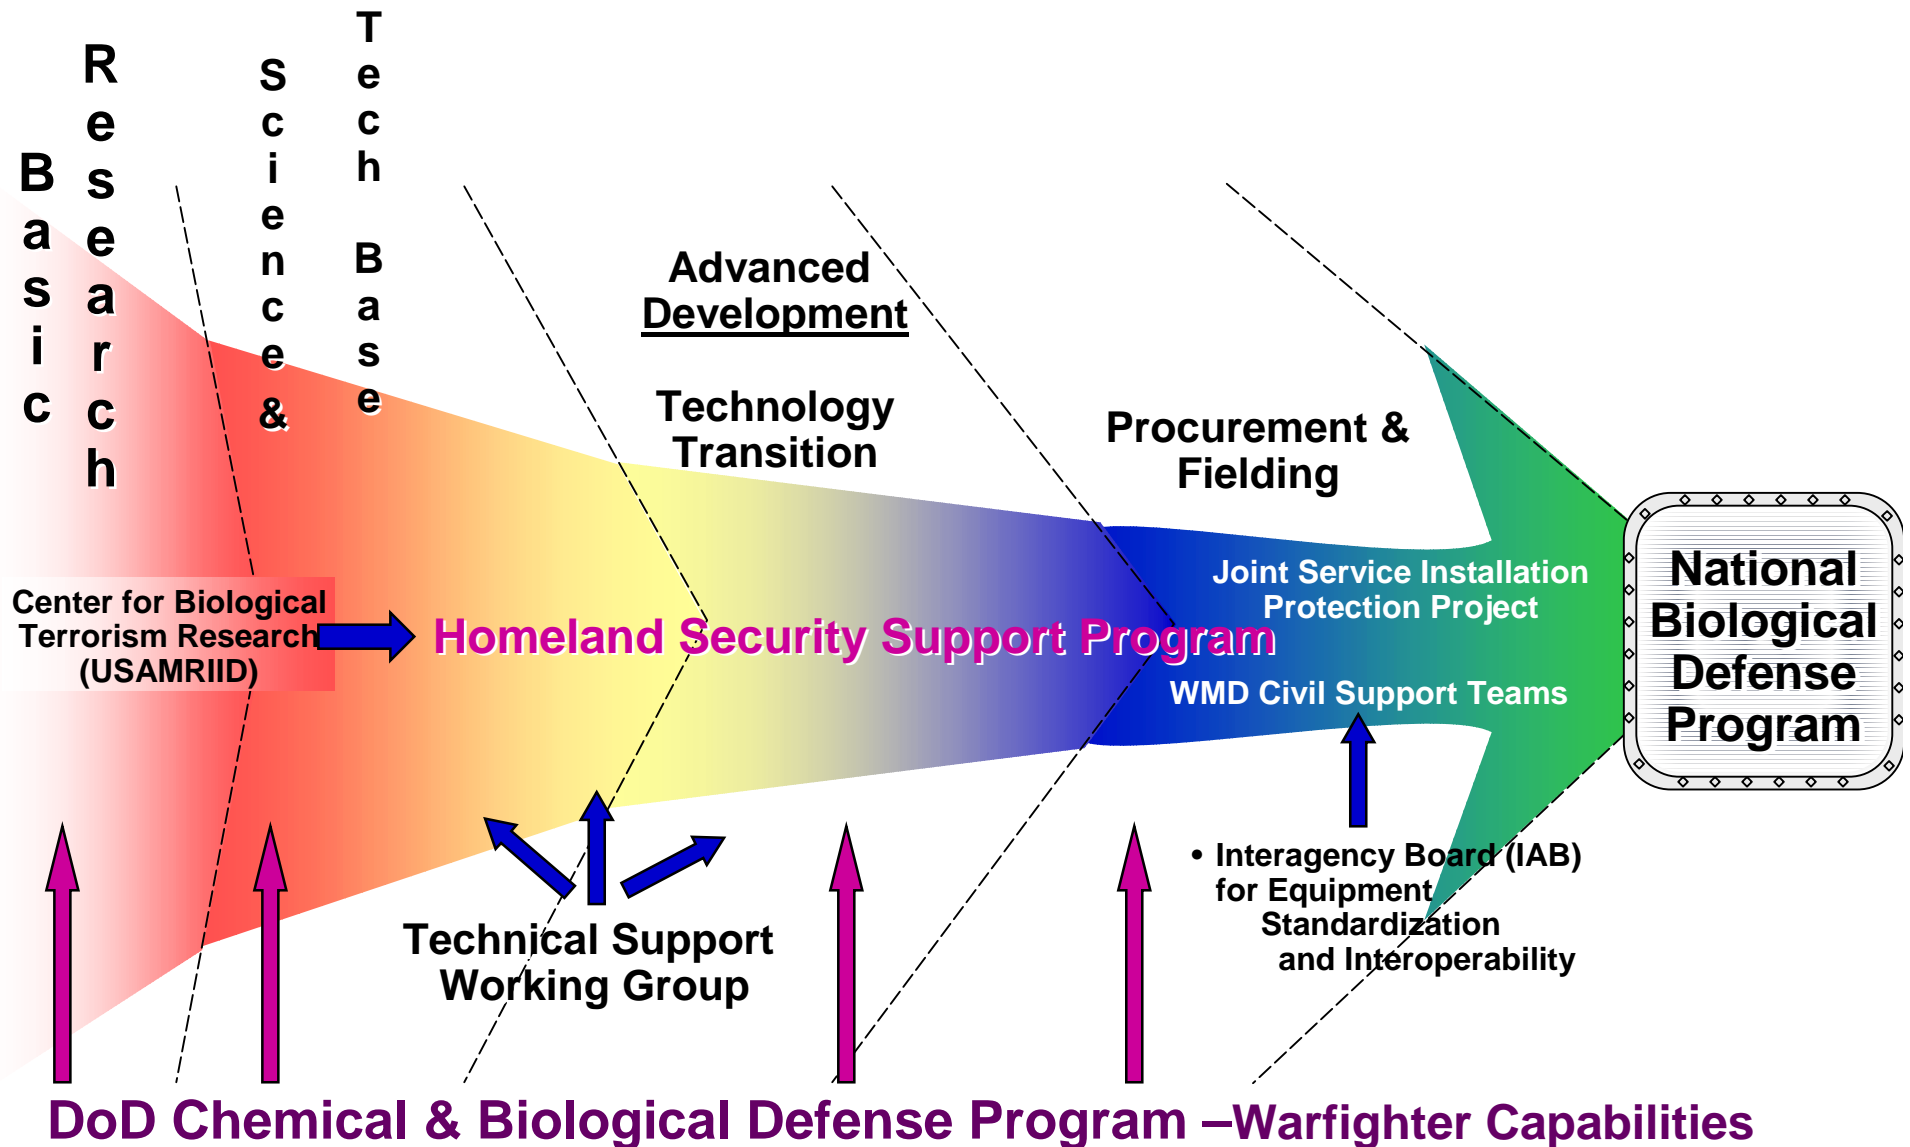 Basic
Research
Science &
Tech Base
Advanced
Development
Technology
Transition
Procurement &
Fielding
Center for Biological
Terrorism Research
(USAMRIID)
Homeland Security Support Program
Joint Service Installation
Protection Project
WMD Civil Support Teams
National
Biological
Defense
Program
Technical Support
Working Group
• Interagency Board (IAB)
for Equipment
Standardization
and Interoperability
DoD Chemical & Biological Defense Program –Warfighter Capabilities